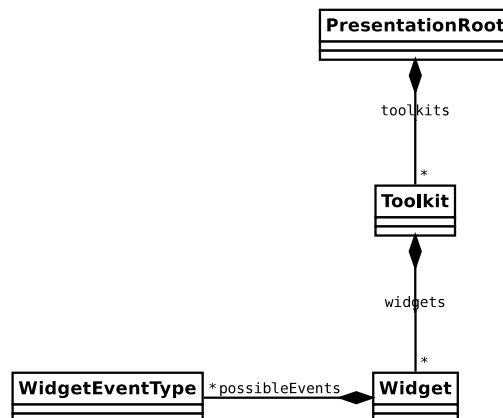 PresentationRoot
toolkits
*
Toolkit
widgets
*
WidgetEventType
* possibleEvents
Widget